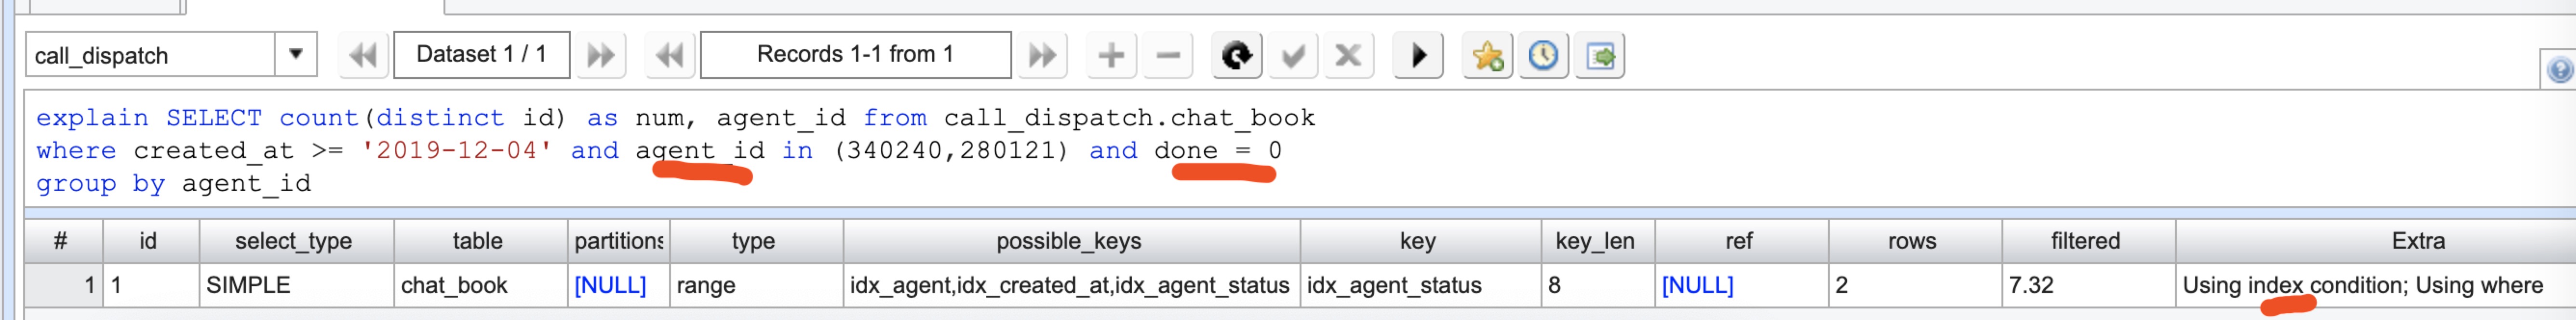 call_dispatch Dataset 1 / 1 Records 1-1 from 1
explain SELECT count(distinct id) as num, agent_id from call_dispatch.chat_book
where created_at >= '2019-12-04' and agent_id in (340240,280121) and done = 0
group by agent_id
# id select_type table partitions type possible_keys key key_len ref rows filtered Extra
1 1 SIMPLE chat_book [NULL] range idx_agent,idx_created_at,idx_agent_status idx_agent_status 8 [NULL] 2 7.32 Using index condition; Using where